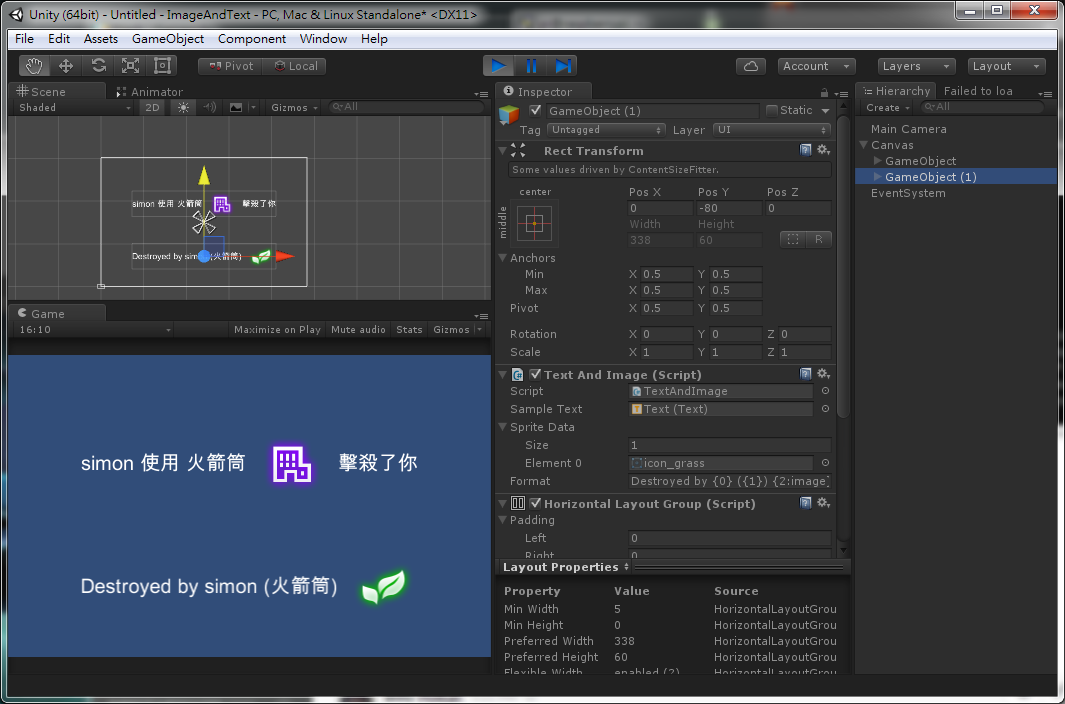 Unity (64bit) - Untitled - ImageAndText - PC, Mac & Linux Standalone* <DX11>
File Edit Assets GameObject Component Window Help
Pivot Local Account Layers Layout
Scene Animator
Shaded 2D Gizmos All
simon 使用 火箭筒 擊殺了你
Destroyed by simon (火箭筒)
Game
16:10 Maximize on Play Mute audio Stats Gizmos
simon 使用 火箭筒 擊殺了你
Destroyed by simon (火箭筒)
Inspector
GameObject (1) Static
Tag Untagged Layer UI
Rect Transform
Some values driven by ContentSizeFitter.
center Pos X Pos Y Pos Z
middle 0 -80 0
Width Height
338 60 R
Anchors
Min X 0.5 Y 0.5
Max X 0.5 Y 0.5
Pivot X 0.5 Y 0.5
Rotation X 0 Y 0 Z 0
Scale X 1 Y 1 Z 1
Text And Image (Script)
Script TextAndImage
Sample Text Text (Text)
Sprite Data
Size 1
Element 0 icon_grass
Format Destroyed by {0} ({1}) {2:image}
Horizontal Layout Group (Script)
Padding
Left 0
Right 0
Layout Properties
Property Value Source
Min Width 5 HorizontalLayoutGrou
Min Height 0 HorizontalLayoutGrou
Preferred Width 338 HorizontalLayoutGrou
Preferred Height 60 HorizontalLayoutGrou
Flexible Width enabled (2) HorizontalLayoutGrou
Hierarchy Failed to loa
Create All
Main Camera
Canvas
GameObject
GameObject (1)
EventSystem